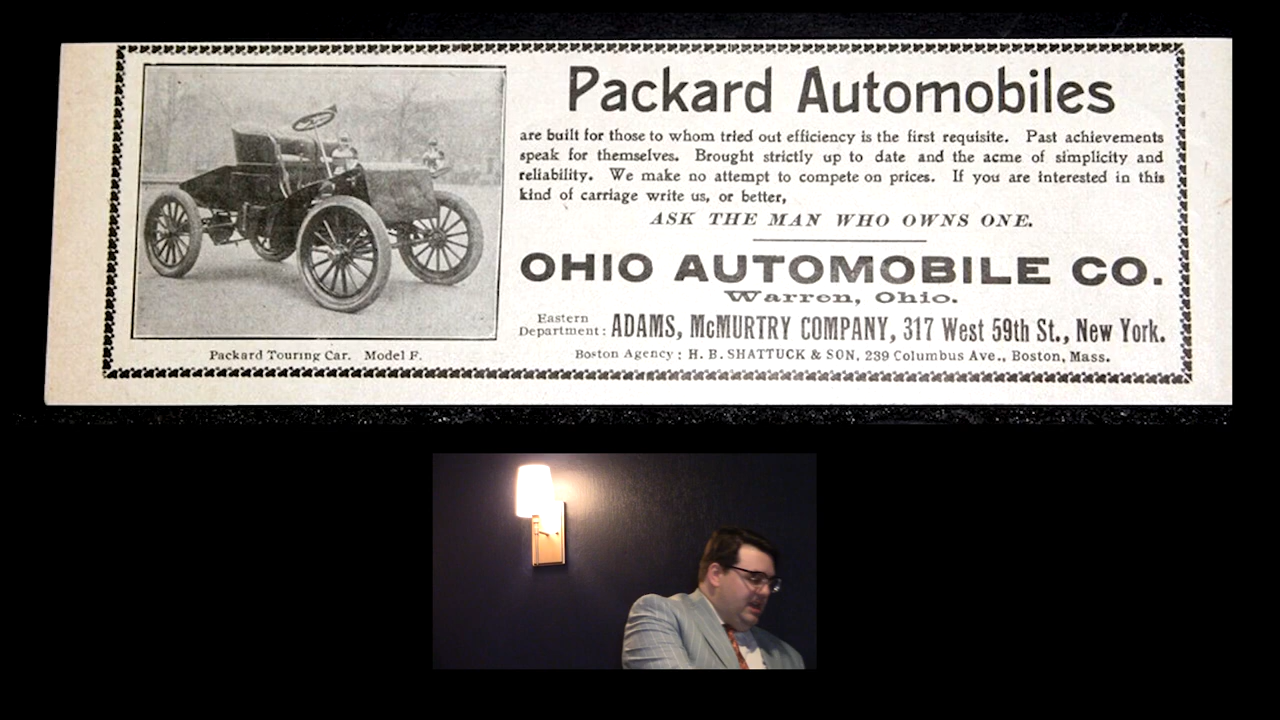 Packard Automobiles
are built for those to whom tried out efficiency is the first requisite. Past achievements
speak for themselves. Brought strictly up to date and the acme of simplicity and
reliability. We make no attempt to compete on prices. If you are interested in this
kind of carriage write us, or better,
ASK THE MAN WHO OWNS ONE.
OHIO AUTOMOBILE CO.
Warren, Ohio.
Eastern
Department: ADAMS, McMURTRY COMPANY, 317 West 59th St., New York.
Boston Agency: H. B. SHATTUCK & SON, 239 Columbus Ave., Boston, Mass.
Packard Touring Car. Model F.